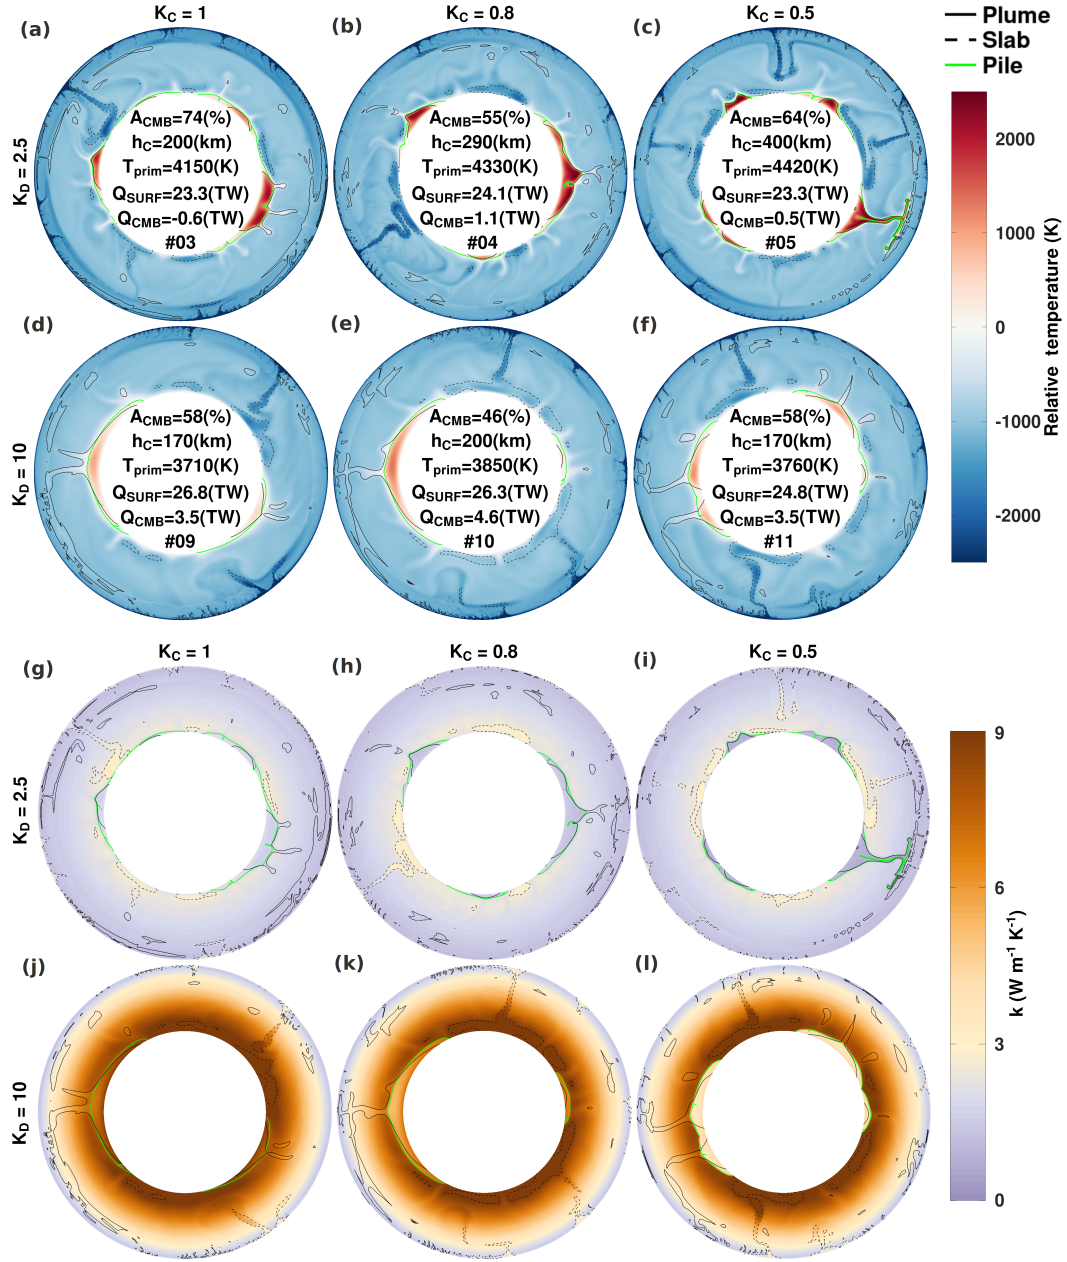 K_C = 1
K_C = 0.8
K_C = 0.5
Plume
Slab
Pile
(a)
(b)
(c)
K_D = 2.5
A_CMB=74(%)
h_C=200(km)
T_prim=4150(K)
Q_SURF=23.3(TW)
Q_CMB=-0.6(TW)
#03
A_CMB=55(%)
h_C=290(km)
T_prim=4330(K)
Q_SURF=24.1(TW)
Q_CMB=1.1(TW)
#04
A_CMB=64(%)
h_C=400(km)
T_prim=4420(K)
Q_SURF=23.3(TW)
Q_CMB=0.5(TW)
#05
(d)
(e)
(f)
K_D = 10
A_CMB=58(%)
h_C=170(km)
T_prim=3710(K)
Q_SURF=26.8(TW)
Q_CMB=3.5(TW)
#09
A_CMB=46(%)
h_C=200(km)
T_prim=3850(K)
Q_SURF=26.3(TW)
Q_CMB=4.6(TW)
#10
A_CMB=58(%)
h_C=170(km)
T_prim=3760(K)
Q_SURF=24.8(TW)
Q_CMB=3.5(TW)
#11
2000
1000
0
-1000
-2000
Relative temperature (K)
K_C = 1
K_C = 0.8
K_C = 0.5
(g)
(h)
(i)
K_D = 2.5
(j)
(k)
(l)
K_D = 10
9
6
3
0
k (W m⁻¹ K⁻¹)